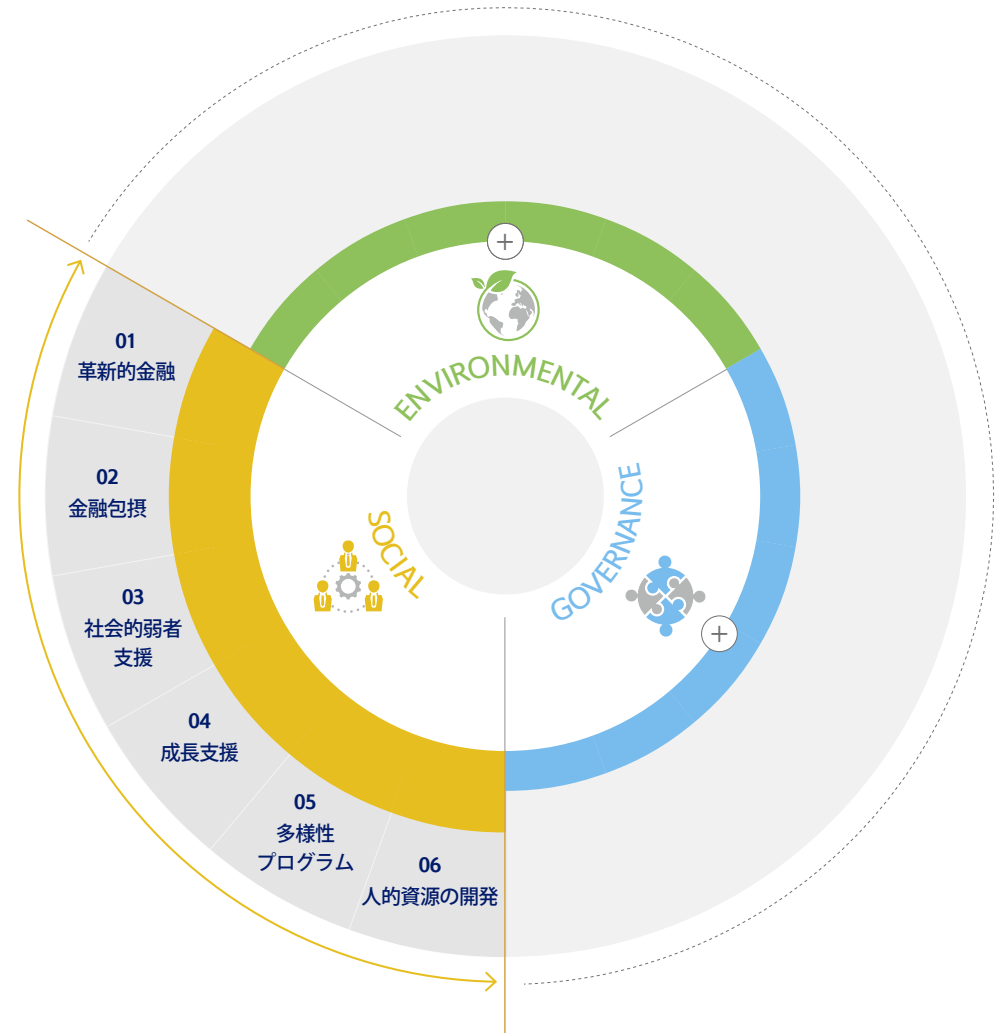 ENVIRONMENTAL
GOVERNANCE
SOCIAL
01
革新的金融
02
金融包摂
03
社会的弱者
支援
04
成長支援
05
多様性
プログラム
06
人的資源の開発